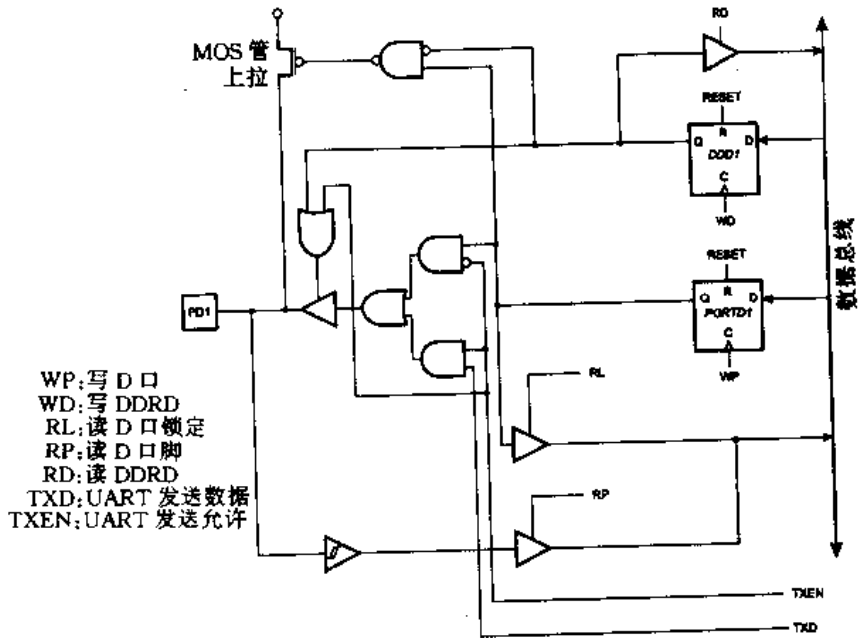 RD
MOS 管
上拉
RESET
R
Q
D
DDD1
C
WD
数据总线
RESET
R
Q
D
PORTD1
C
WP
PD1
RL
WP:写 D 口
WD:写 DDRD
RL:读 D 口锁定
RP:读 D 口脚
RD:读 DDRD
TXD:UART 发送数据
TXEN:UART 发送允许
RP
TXEN
TXD